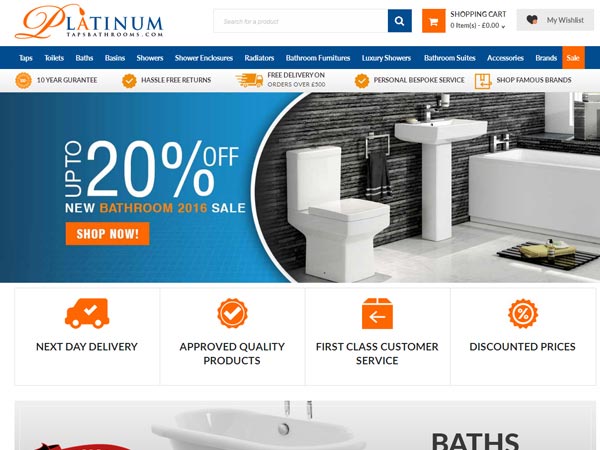 PLATINUM
TAPSBATHROOMS.COM
Search for a product
SHOPPING CART
0 Item(s) - £0.00
My Wishlist
Taps Toilets Baths Basins Showers Shower Enclosures Radiators Bathroom Furnitures Luxury Showers Bathroom Suites Accessories Brands Sale
10 YEAR GURANTEE
HASSLE FREE RETURNS
FREE DELIVERY ON
ORDERS OVER £500
PERSONAL BESPOKE SERVICE
SHOP FAMOUS BRANDS
UP TO
20% OFF
NEW BATHROOM 2016 SALE
SHOP NOW!
NEXT DAY DELIVERY
APPROVED QUALITY
PRODUCTS
FIRST CLASS CUSTOMER
SERVICE
DISCOUNTED PRICES
BATHS